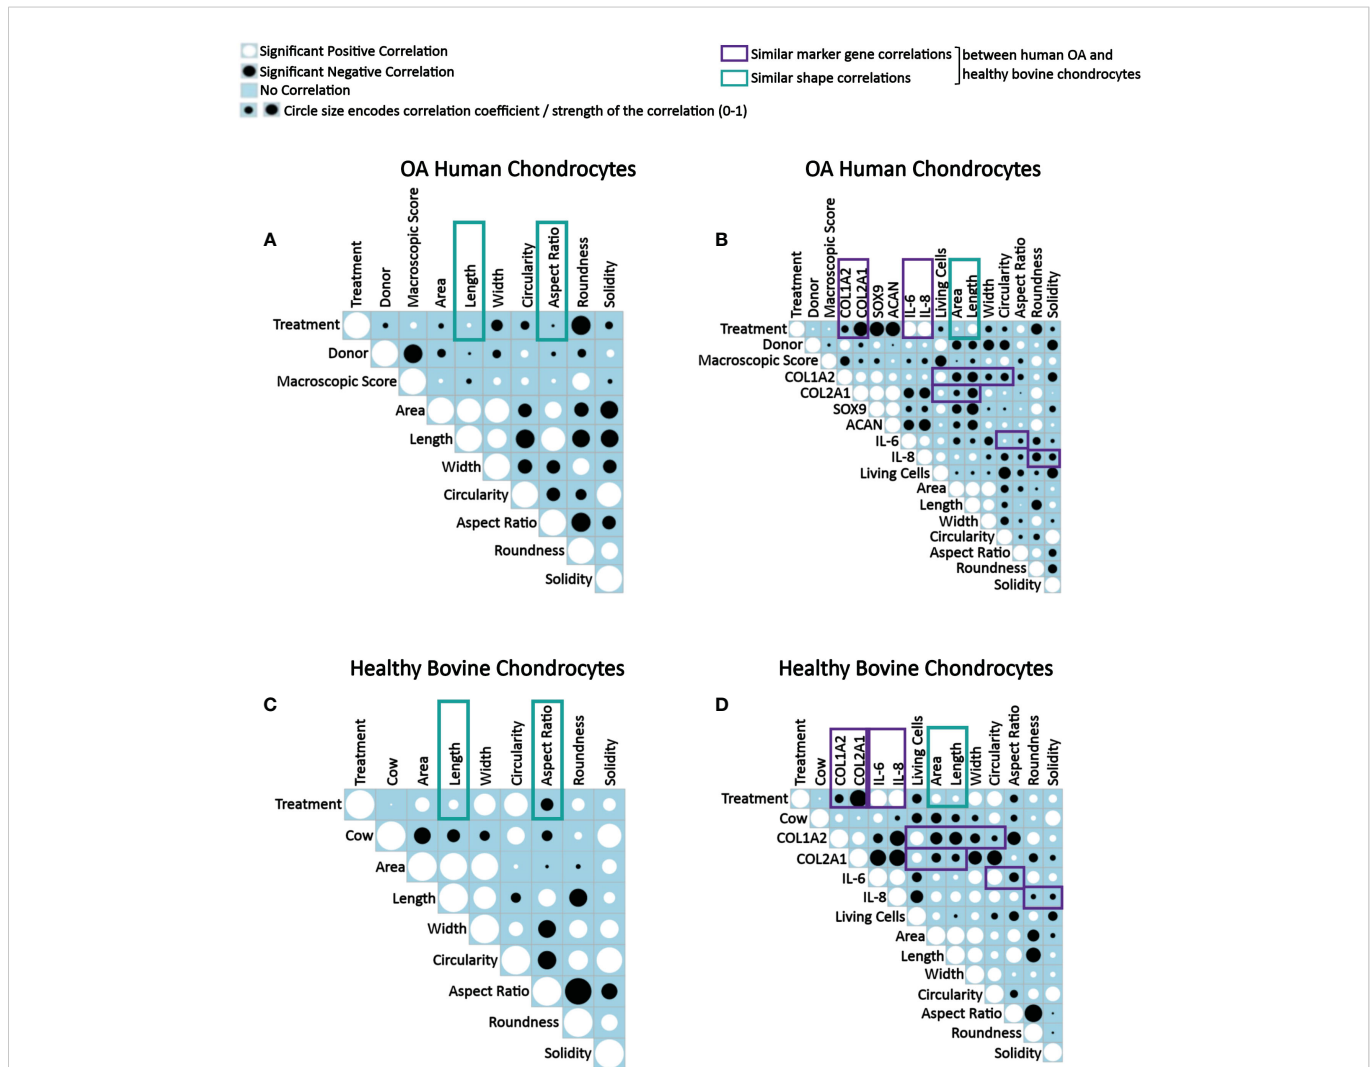 Significant Positive Correlation
Significant Negative Correlation
No Correlation
Circle size encodes correlation coefficient / strength of the correlation (0-1)
Similar marker gene correlations
Similar shape correlations
between human OA and
healthy bovine chondrocytes
OA Human Chondrocytes
A
Treatment
Donor
Macroscopic Score
Area
Length
Width
Circularity
Aspect Ratio
Roundness
Solidity
Treatment
Donor
Macroscopic Score
Area
Length
Width
Circularity
Aspect Ratio
Roundness
Solidity
OA Human Chondrocytes
B
Treatment
Donor
Macroscopic Score
COL1A2
COL2A1
SOX9
ACAN
IL-6
IL-8
Living Cells
Area
Length
Width
Circularity
Aspect Ratio
Roundness
Solidity
Treatment
Donor
Macroscopic Score
COL1A2
COL2A1
SOX9
ACAN
IL-6
IL-8
Living Cells
Area
Length
Width
Circularity
Aspect Ratio
Roundness
Solidity
Healthy Bovine Chondrocytes
C
Treatment
Cow
Area
Length
Width
Circularity
Aspect Ratio
Roundness
Solidity
Treatment
Cow
Area
Length
Width
Circularity
Aspect Ratio
Roundness
Solidity
Healthy Bovine Chondrocytes
D
Treatment
Cow
COL1A2
COL2A1
IL-6
IL-8
Living Cells
Area
Length
Width
Circularity
Aspect Ratio
Roundness
Solidity
Treatment
Cow
COL1A2
COL2A1
IL-6
IL-8
Living Cells
Area
Length
Width
Circularity
Aspect Ratio
Roundness
Solidity